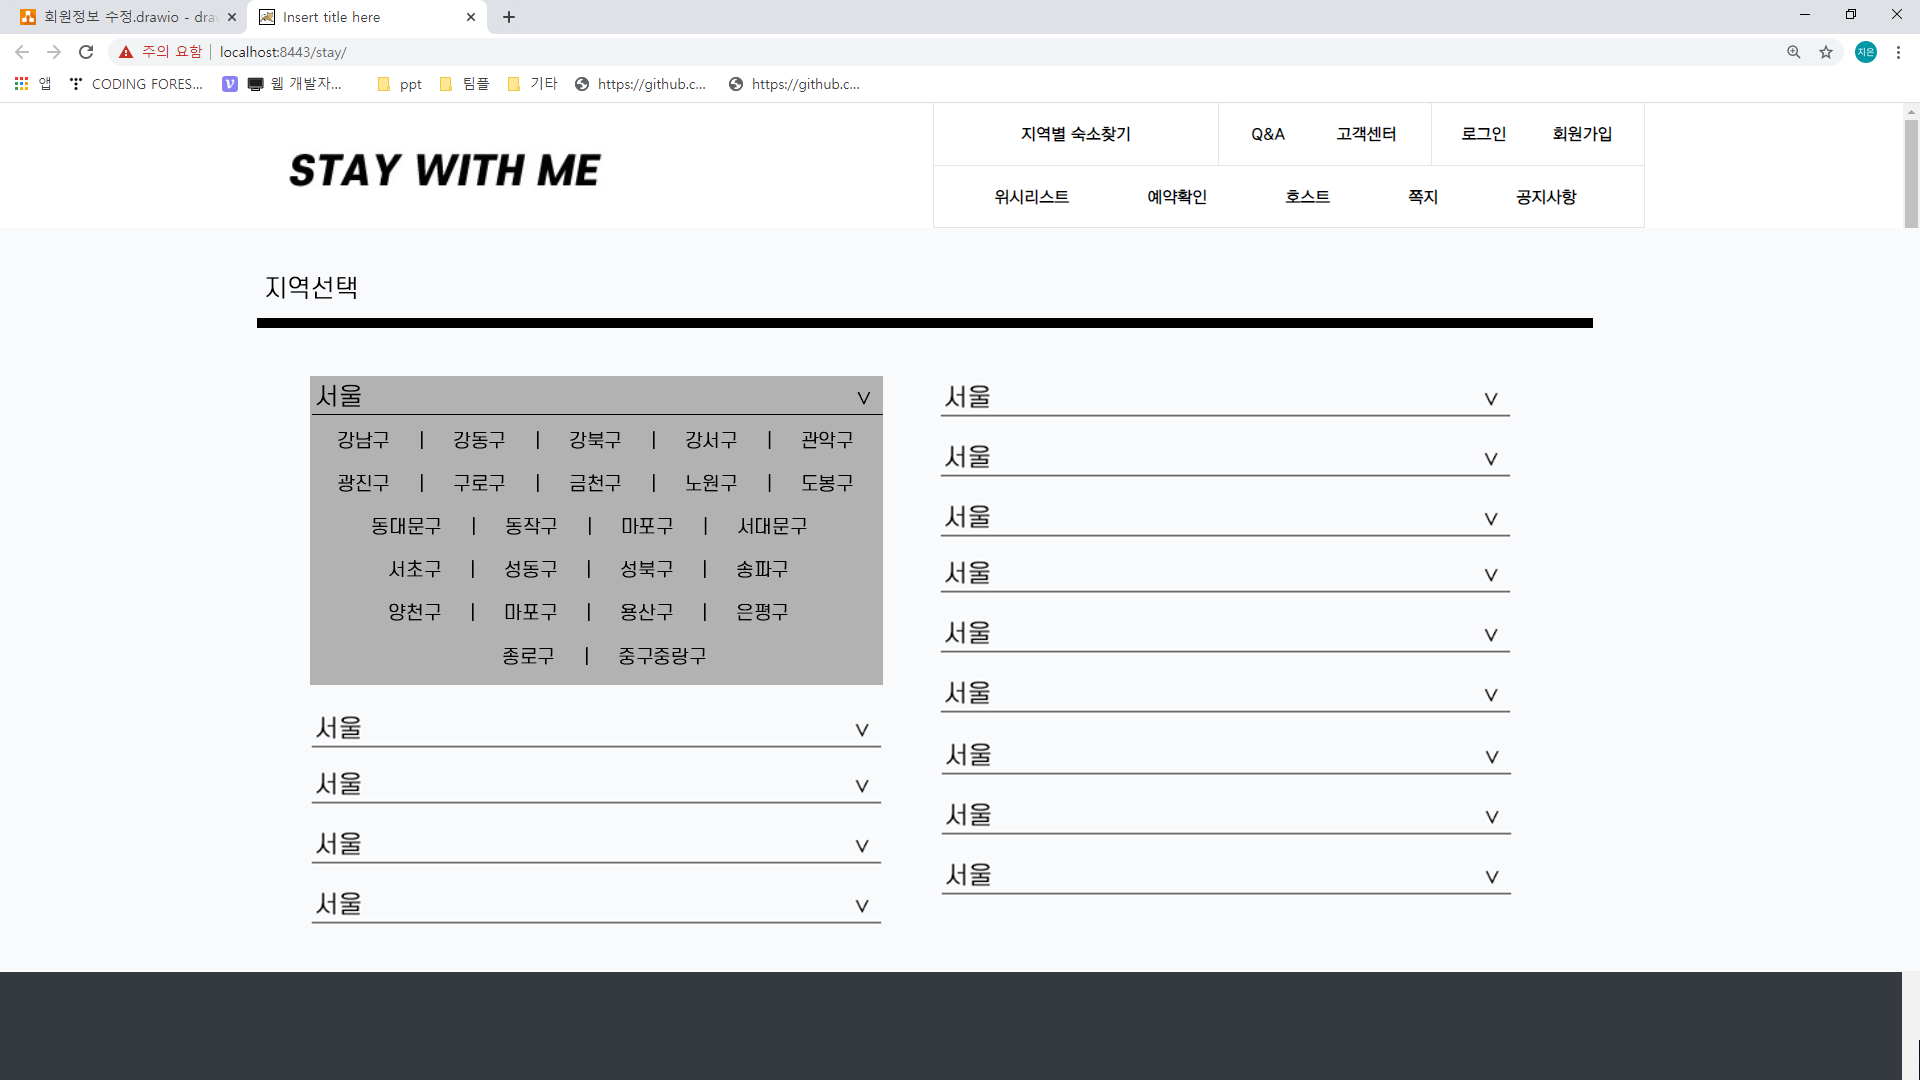 회원정보 수정.drawio - dra
Insert title here
주의 요함 localhost:8443/stay/
지은
앱 CODING FORES... 웹 개발자... ppt 팀플 기타 https://github.c... https://github.c...
STAY WITH ME
지역별 숙소찾기 Q&A 고객센터 로그인 회원가입
위시리스트 예약확인 호스트 쪽지 공지사항
지역선택
서울 V
강남구 | 강동구 | 강북구 | 강서구 | 관악구
광진구 | 구로구 | 금천구 | 노원구 | 도봉구
동대문구 | 동작구 | 마포구 | 서대문구
서초구 | 성동구 | 성북구 | 송파구
양천구 | 마포구 | 용산구 | 은평구
종로구 | 중구중랑구
서울 V
서울 V
서울 V
서울 V
서울 V
서울 V
서울 V
서울 V
서울 V
서울 V
서울 V
서울 V
서울 V